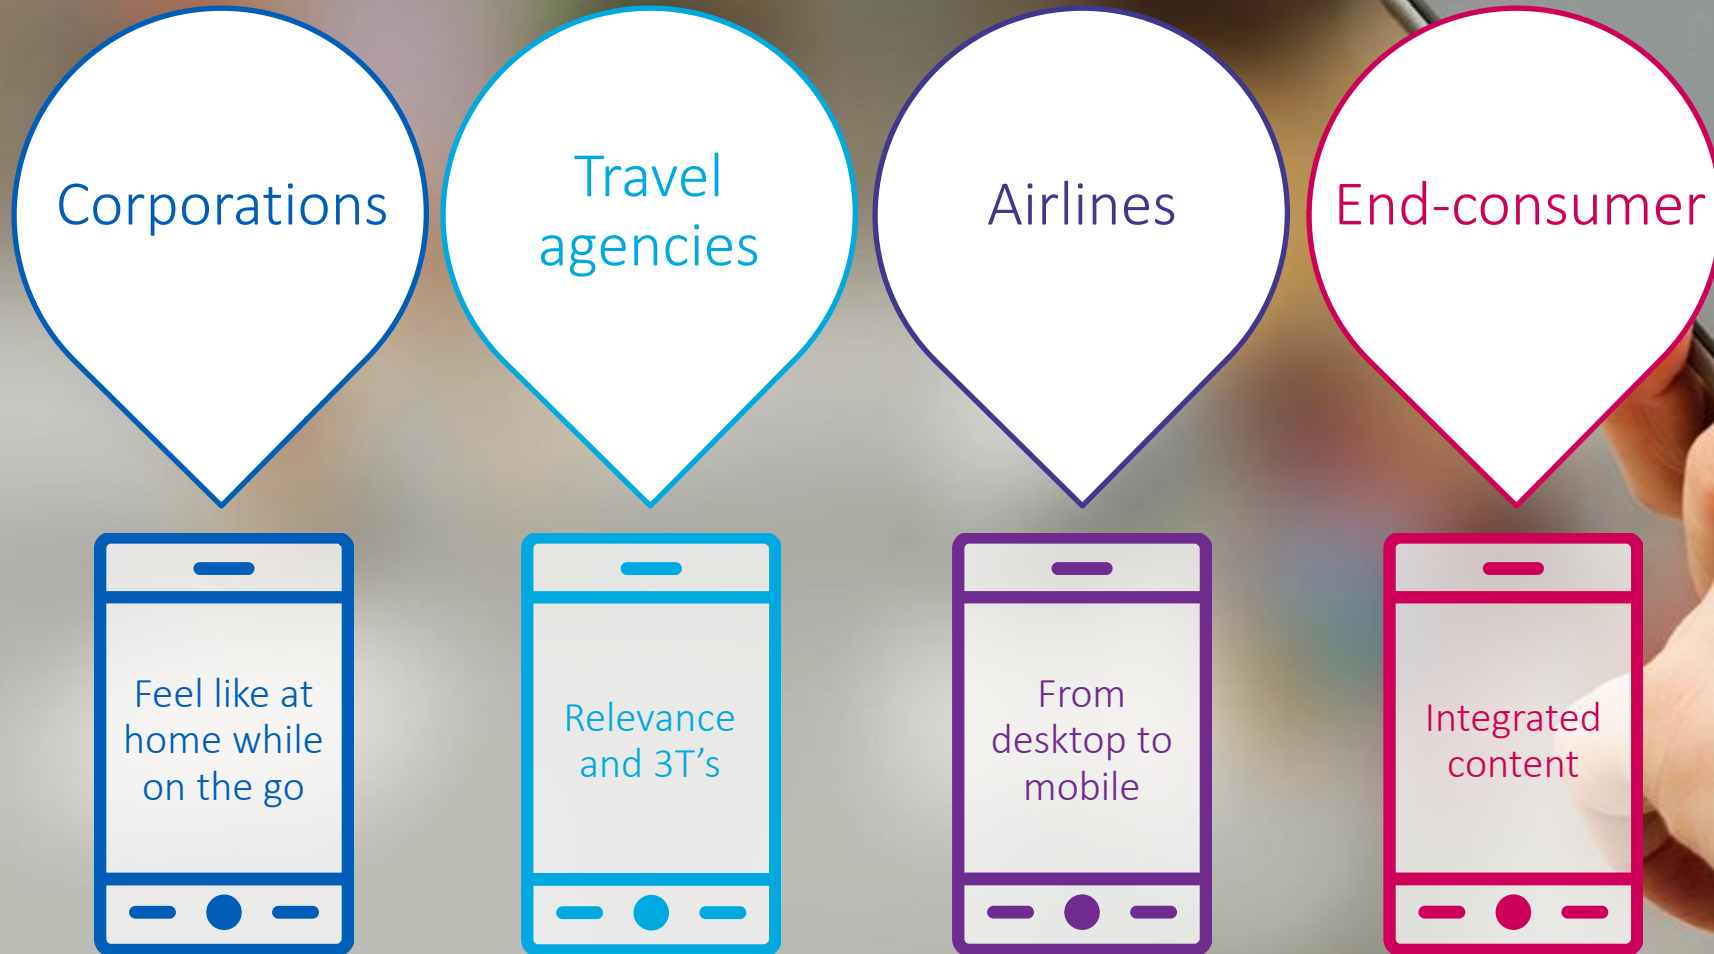 Corporations
Travel
agencies
Airlines
End-consumer
Feel like at
home while
on the go
Relevance
and 3T’s
From
desktop to
mobile
Integrated
content